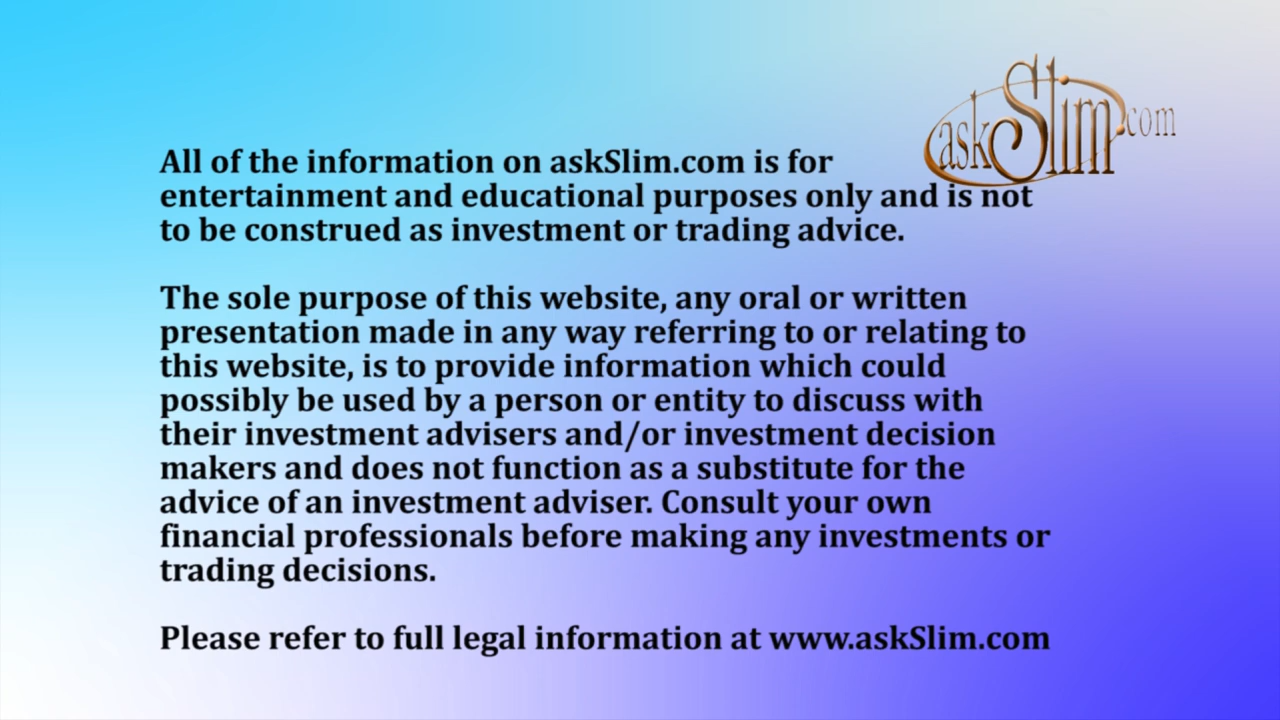 askSlim.com
All of the information on askSlim.com is for
entertainment and educational purposes only and is not
to be construed as investment or trading advice.
The sole purpose of this website, any oral or written
presentation made in any way referring to or relating to
this website, is to provide information which could
possibly be used by a person or entity to discuss with
their investment advisers and/or investment decision
makers and does not function as a substitute for the
advice of an investment adviser. Consult your own
financial professionals before making any investments or
trading decisions.
Please refer to full legal information at www.askSlim.com